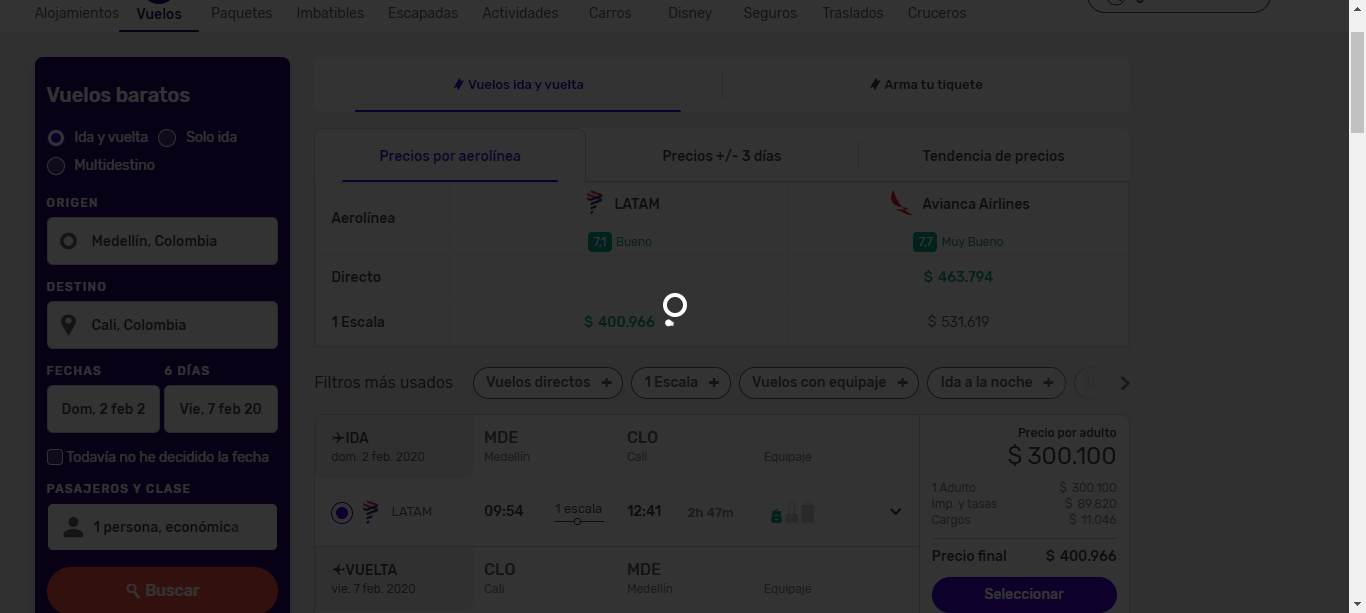 Alojamientos Vuelos Paquetes Imbatibles Escapadas Actividades Carros Disney Seguros Traslados Cruceros
Vuelos baratos
Ida y vuelta Solo ida
Multidestino
ORIGEN
Medellín, Colombia
DESTINO
Cali, Colombia
FECHAS 6 DÍAS
Dom, 2 feb 2 Vie, 7 feb 20
Todavía no he decidido la fecha
PASAJEROS Y CLASE
1 persona, económica
Buscar
Vuelos ida y vuelta Arma tu tiquete
Precios por aerolínea Precios +/- 3 días Tendencia de precios
Aerolínea LATAM Avianca Airlines
7,1 Bueno 7,7 Muy Bueno
Directo $ 463.794
1 Escala $ 400.966 $ 531.619
Filtros más usados Vuelos directos + 1 Escala + Vuelos con equipaje + Ida a la noche +
IDA MDE CLO
dom. 2 feb. 2020 Medellín Cali Equipaje
LATAM 09:54 1 escala 12:41 2h 47m
VUELTA CLO MDE
vie. 7 feb. 2020 Cali Medellín Equipaje
Precio por adulto
$ 300.100
1 Adulto $ 300.100
Imp. y tasas $ 89.820
Cargos $ 11.046
Precio final $ 400.966
Seleccionar